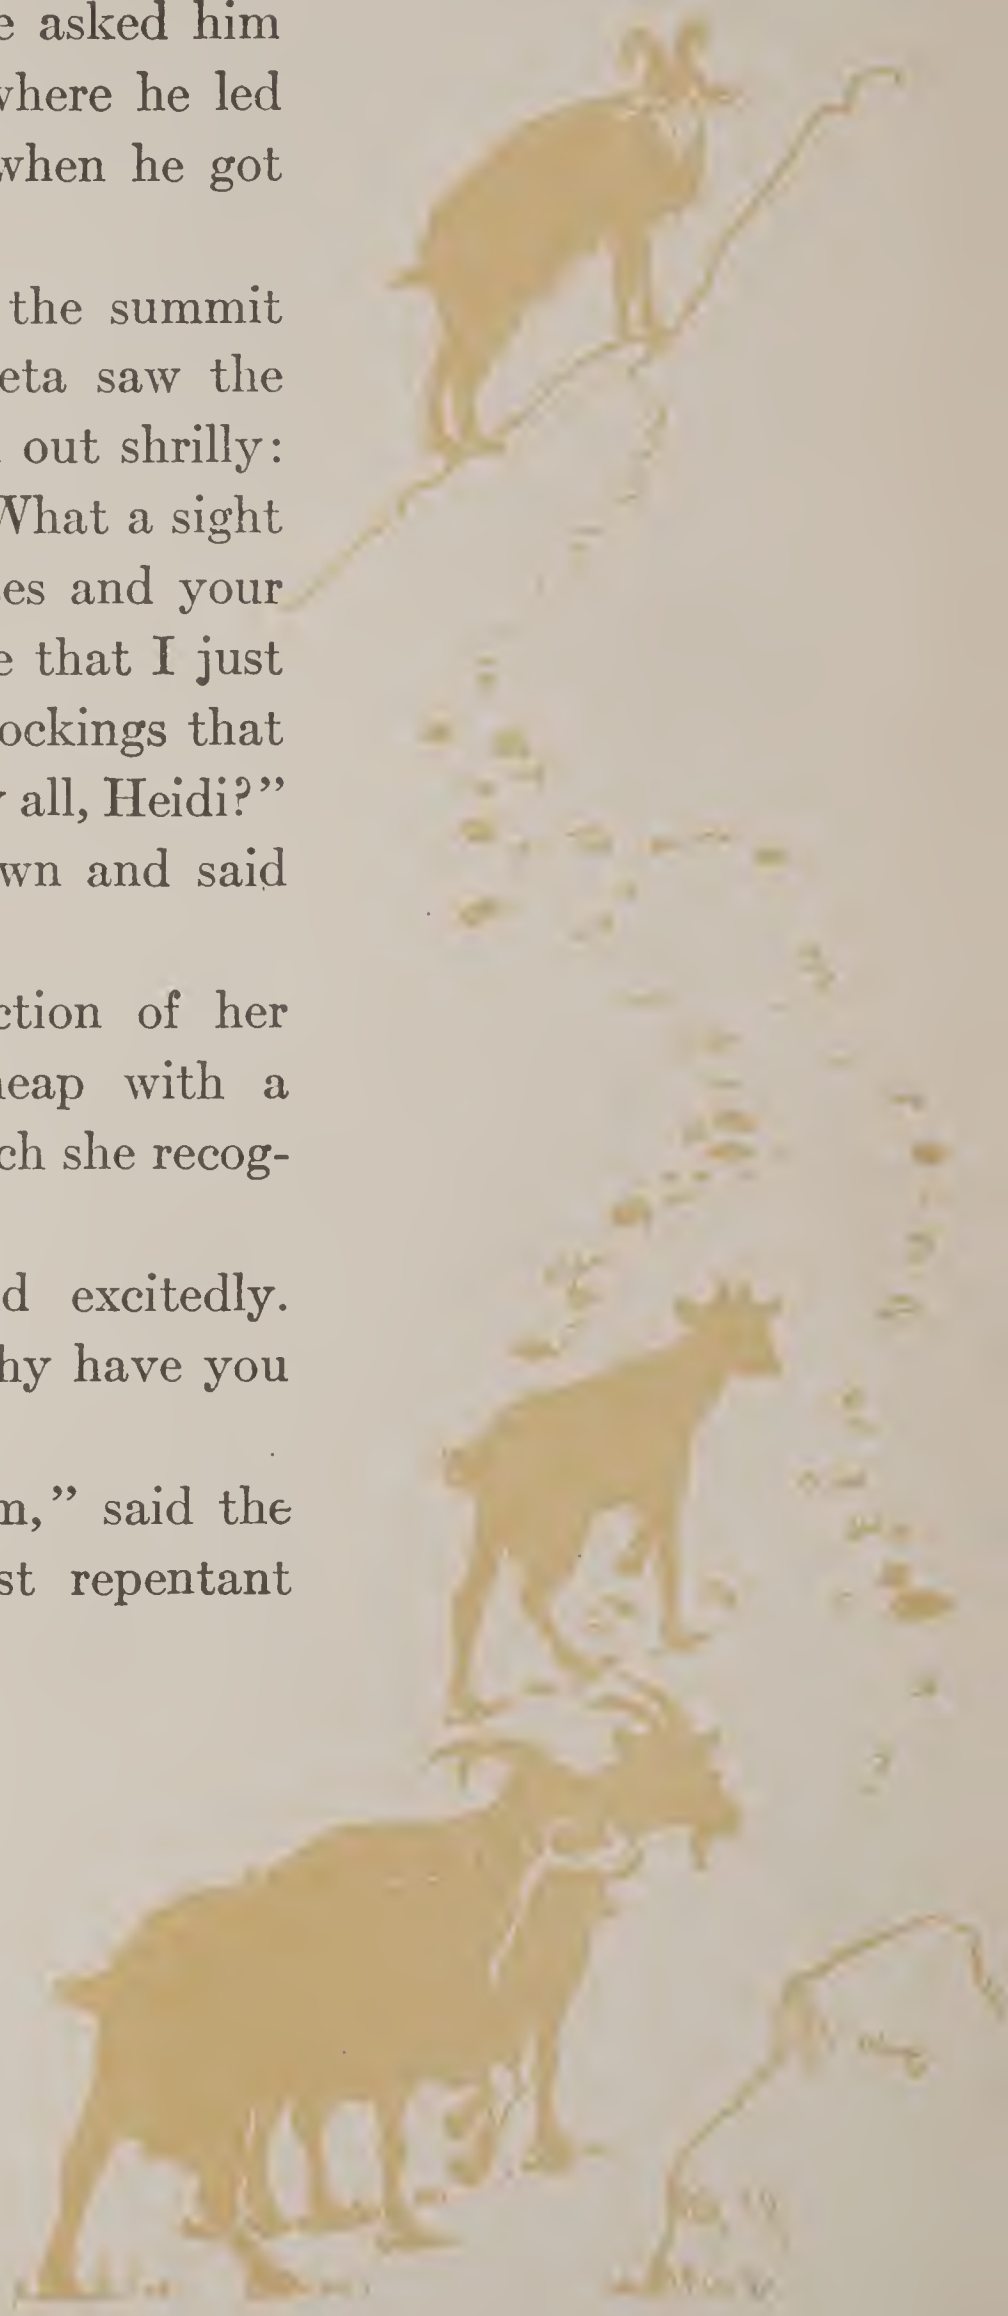 e asked him
where he led
when he got
the summit
eta saw the
out shrilly:
What a sight
es and your
e that I just
ockings that
all, Heidi?”
wn and said
ction of her
heap with a
ch she recog-
d excitedly.
hy have you
m,” said the
st repentant